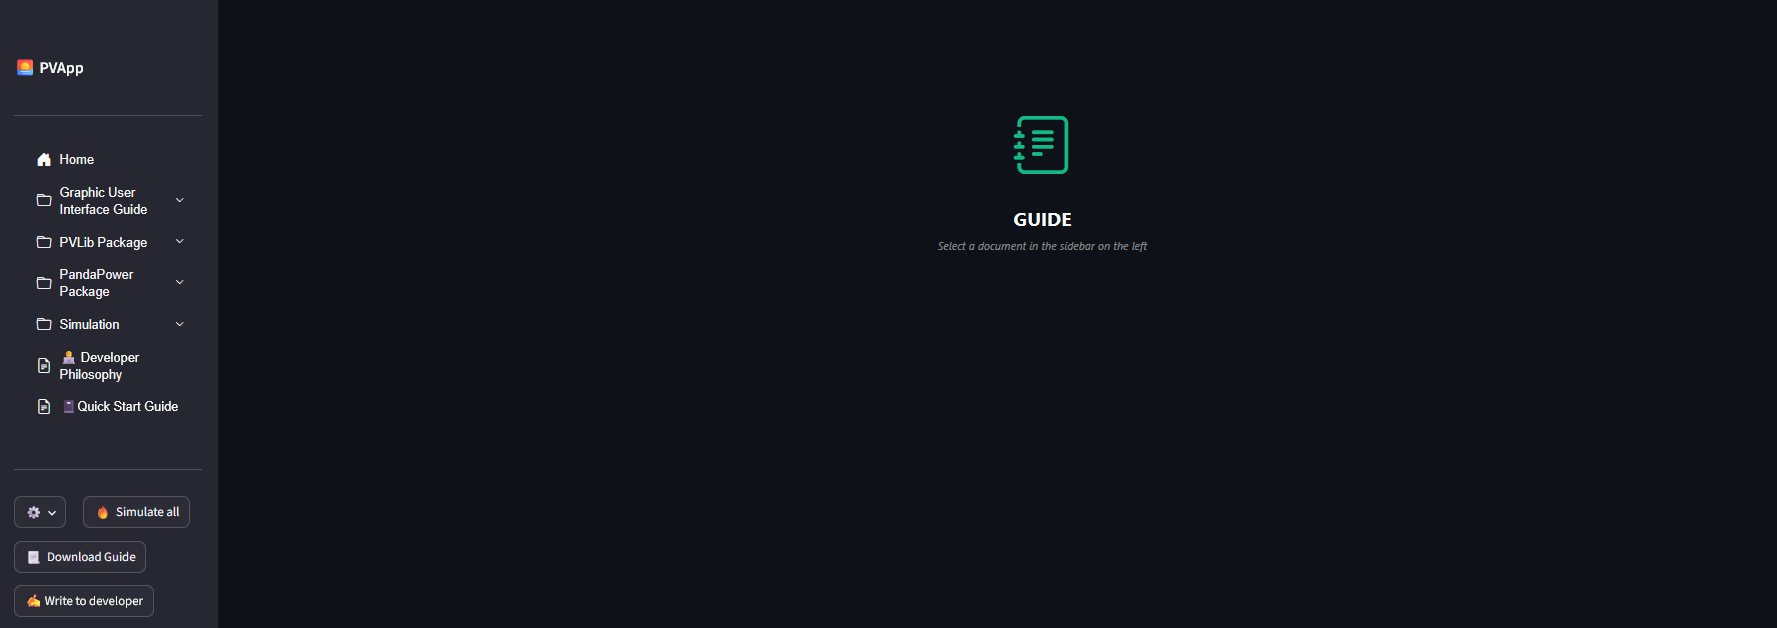 PVApp
Home
Graphic User
Interface Guide
PVLib Package
PandaPower
Package
Simulation
Developer
Philosophy
Quick Start Guide
Simulate all
Download Guide
Write to developer
GUIDE
Select a document in the sidebar on the left